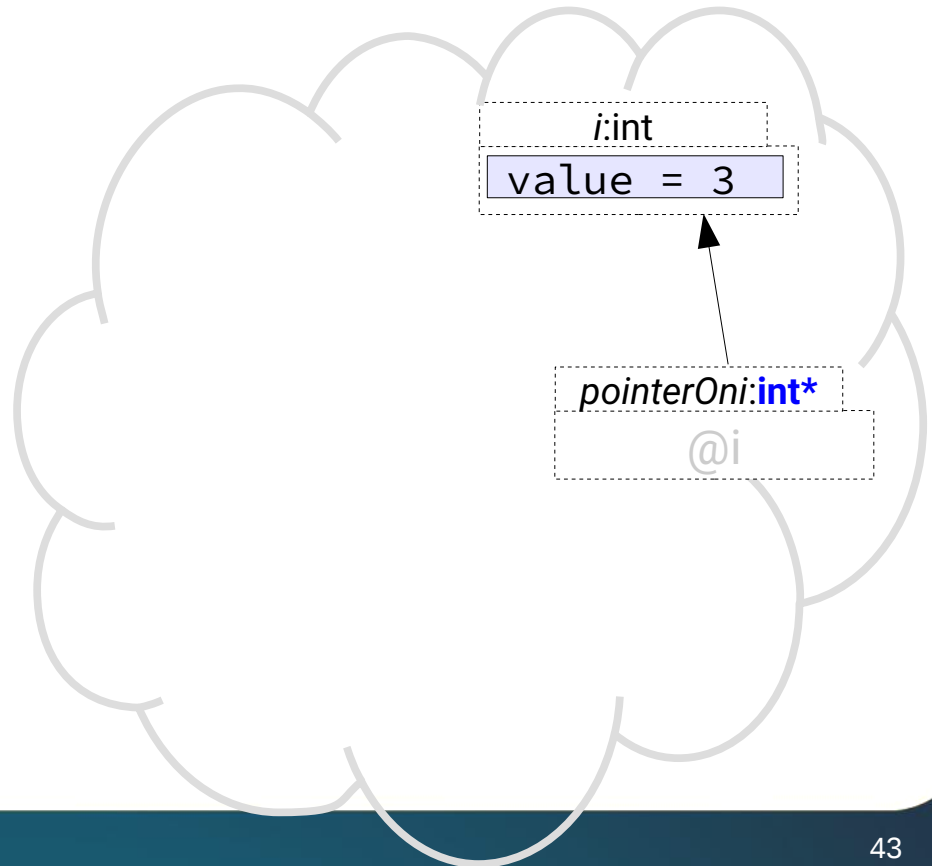 i:int
value = 3
pointerOni:int*
@i
43